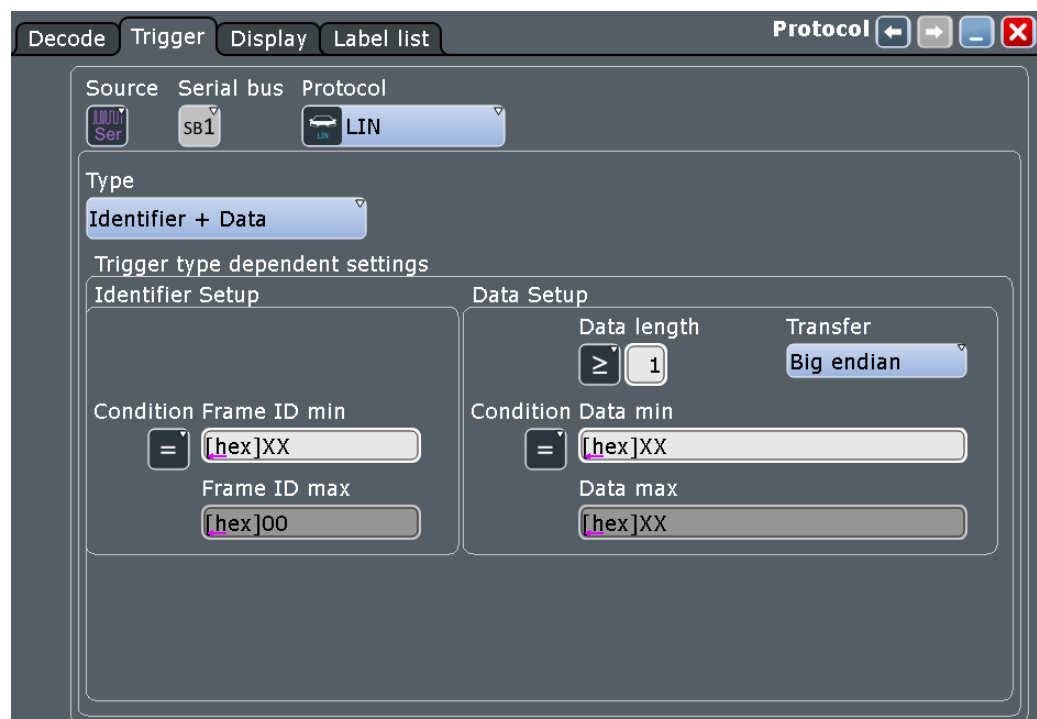 Decode Trigger Display Label list Protocol
Source Serial bus Protocol
Ser SB1 LIN LIN
Type
Identifier + Data
Trigger type dependent settings
Identifier Setup Data Setup
Data length Transfer
≥ 1 Big endian
Condition Frame ID min Condition Data min
= [hex]XX = [hex]XX
Frame ID max Data max
[hex]00 [hex]XX